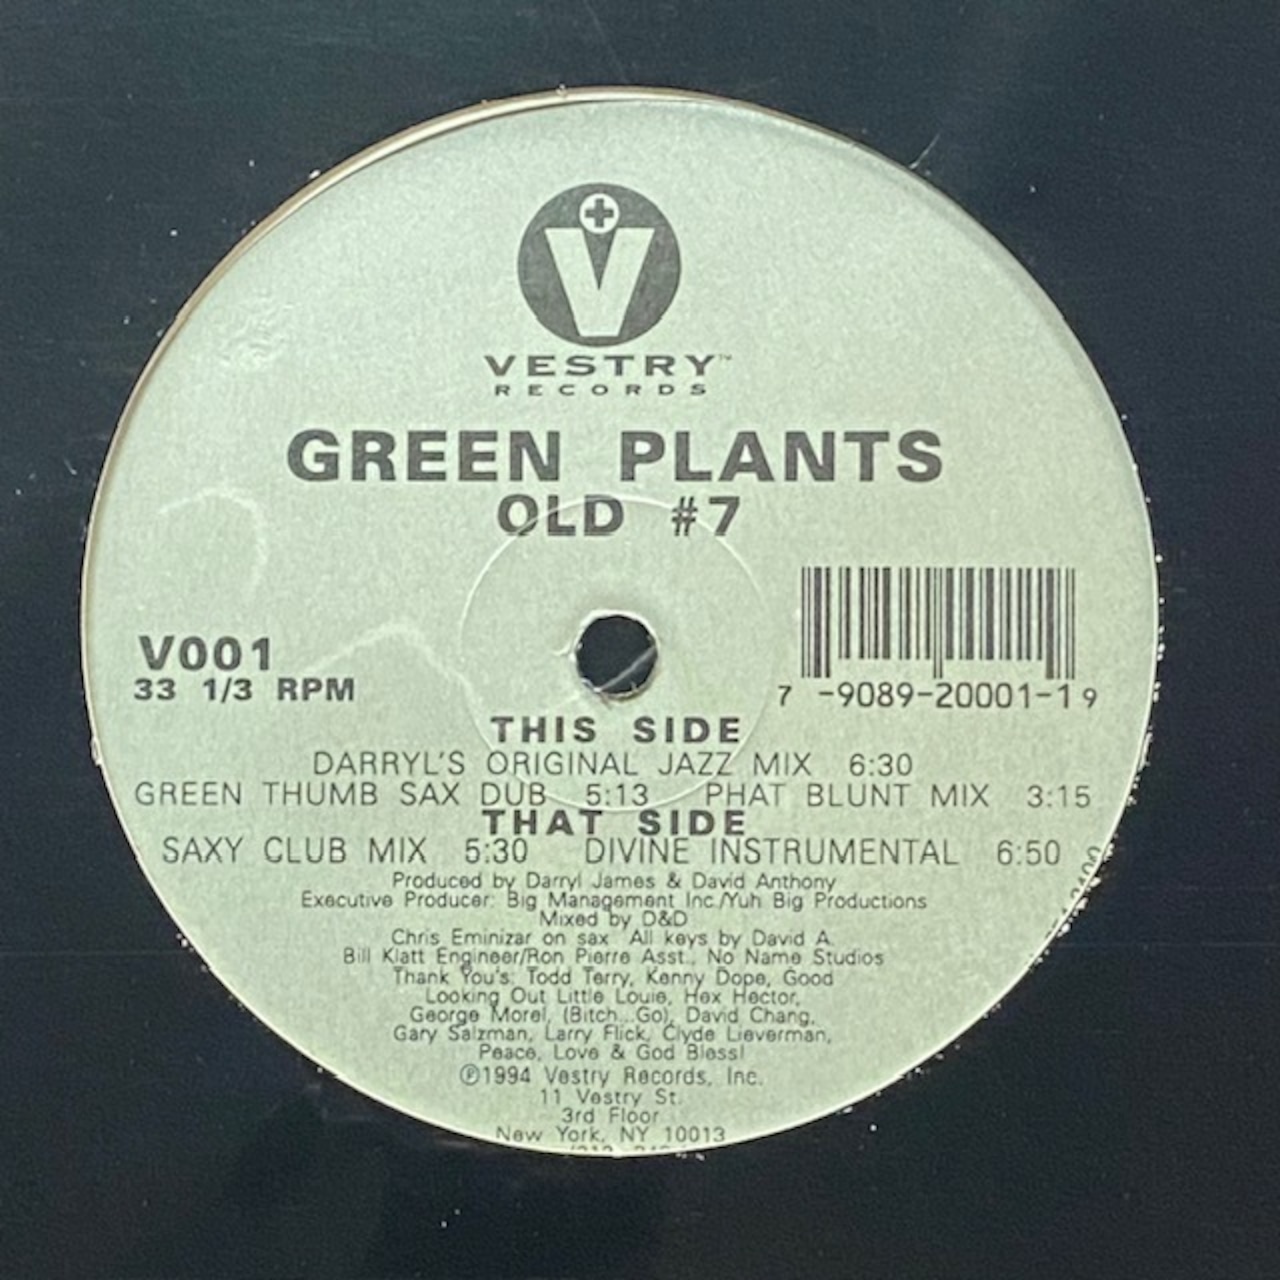 V
VESTRY™
RECORDS
GREEN PLANTS
OLD #7
V001
33 1/3 RPM
7 -9089-20001-1 9
THIS SIDE
DARRYL'S ORIGINAL JAZZ MIX 6:30
GREEN THUMB SAX DUB 5:13 PHAT BLUNT MIX 3:15
THAT SIDE
SAXY CLUB MIX 5:30 DIVINE INSTRUMENTAL 6:50
Produced by Darryl James & David Anthony
Executive Producer: Big Management Inc./Yuh Big Productions
Mixed by D&D
Chris Eminizar on sax All keys by David A.
Bill Klatt Engineer/Ron Pierre Asst., No Name Studios
Thank You's: Todd Terry, Kenny Dope, Good
Looking Out Little Louie, Hex Hector,
George Morel, (Bitch...Go), David Chang,
Gary Salzman, Larry Flick, Clyde Lieverman,
Peace, Love & God Bless!
℗1994 Vestry Records, Inc.
11 Vestry St.
3rd Floor
New York, NY 10013